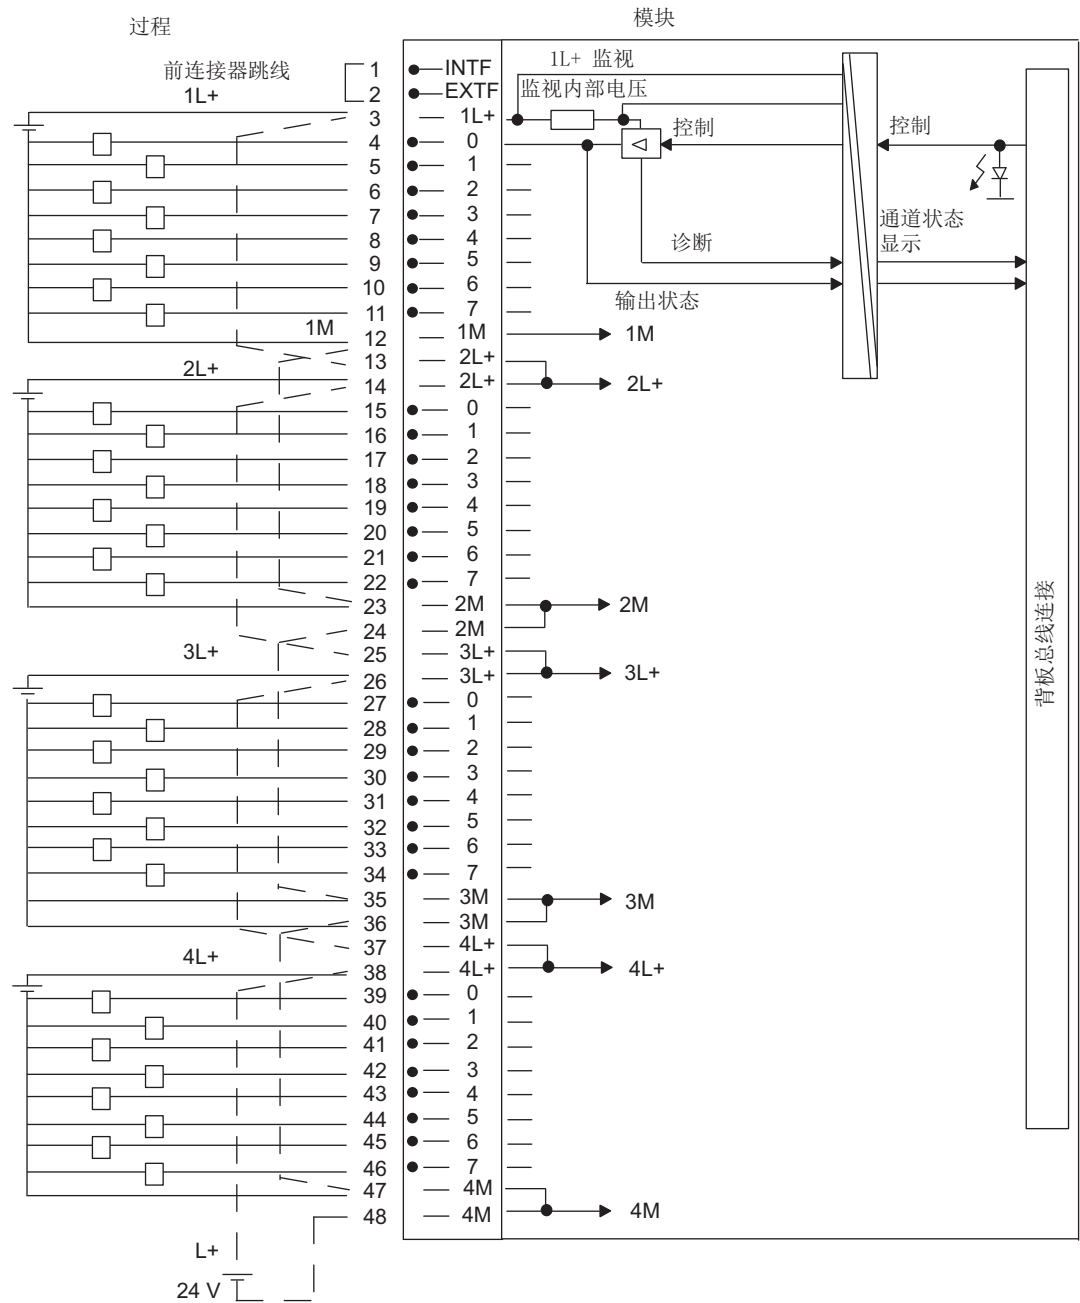 过程
模块
前连接器跳线
1L+
1 INTF
2 EXTF
3 1L+
4 0
5 1
6 2
7 3
8 4
9 5
10 6
11 7
1M
12 1M
13 2L+
2L+
14 2L+
15 0
16 1
17 2
18 3
19 4
20 5
21 6
22 7
23 2M
24 2M
3L+
25 3L+
26 3L+
27 0
28 1
29 2
30 3
31 4
32 5
33 6
34 7
35 3M
36 3M
4L+
37 4L+
38 4L+
39 0
40 1
41 2
42 3
43 4
44 5
45 6
46 7
47 4M
48 4M
L+
24 V
1L+ 监视
监视内部电压
控制
控制
诊断
通道状态
显示
输出状态
1M
2L+
2M
3L+
3M
4L+
4M
背板总线连接